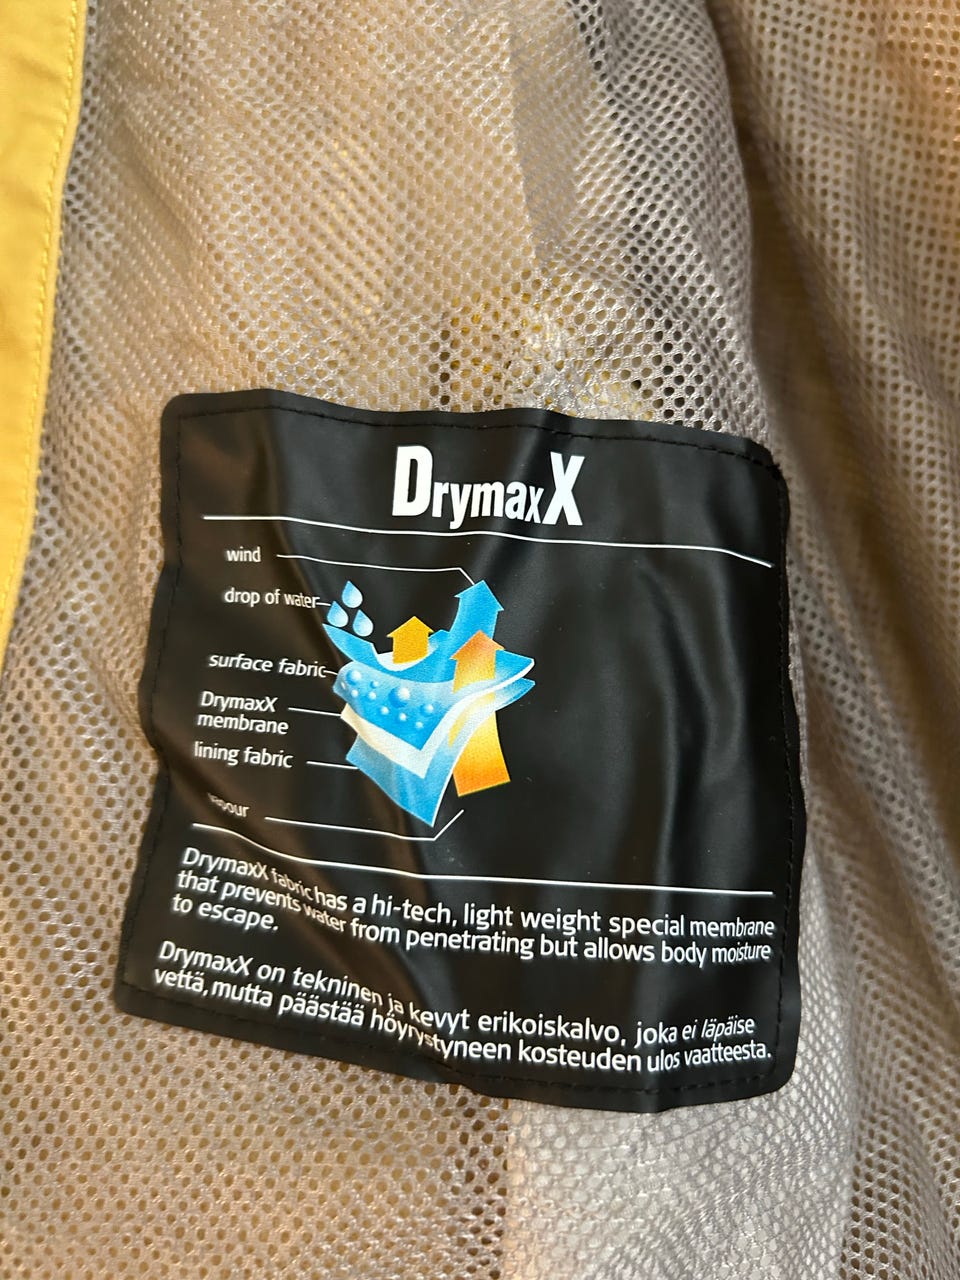 DrymaxX
wind
drop of water
surface fabric
DrymaxX
membrane
lining fabric
vapour
DrymaxX fabric has a hi-tech, light weight special membrane
that prevents water from penetrating but allows body moisture
to escape.
DrymaxX on tekninen ja kevyt erikoiskalvo, joka ei läpäise
vettä, mutta päästää höyrystyneen kosteuden ulos vaatteesta.